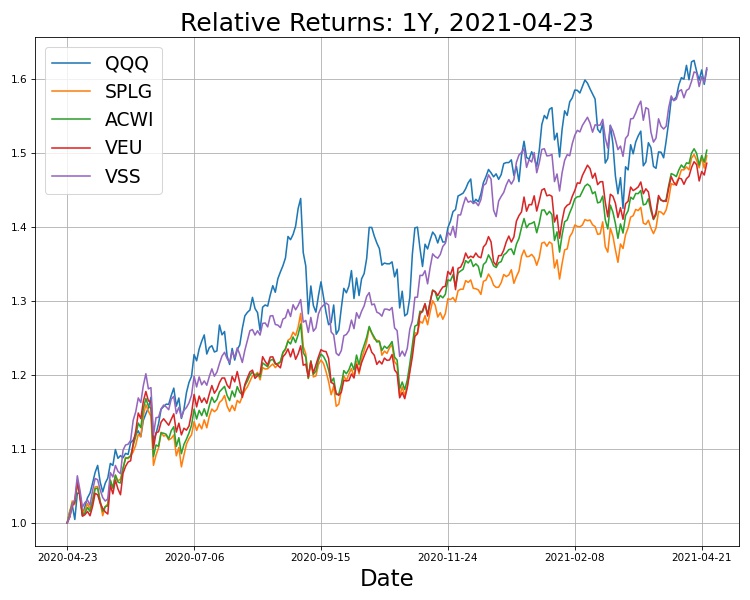 Relative Returns: 1Y, 2021-04-23
QQQ
SPLG
ACWI
VEU
VSS
1.6
1.5
1.4
1.3
1.2
1.1
1.0
2020-04-23 2020-07-06 2020-09-15 2020-11-24 2021-02-08 2021-04-21
Date